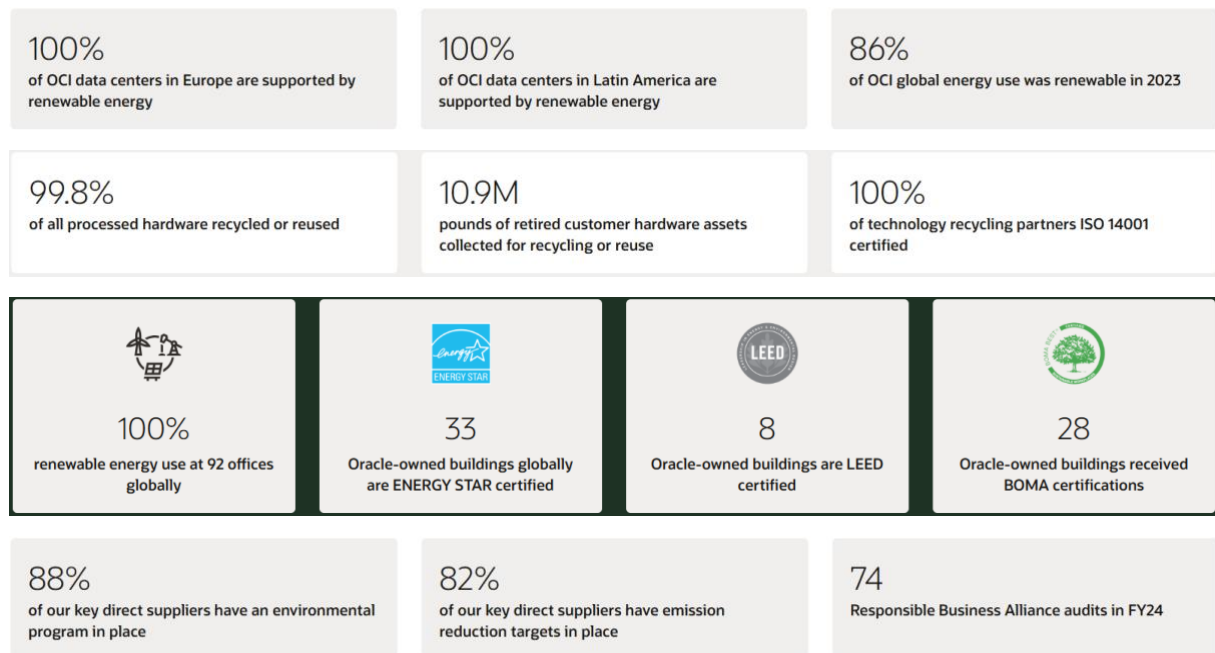 100%
of OCI data centers in Europe are supported by
renewable energy
100%
of OCI data centers in Latin America are
supported by renewable energy
86%
of OCI global energy use was renewable in 2023
99.8%
of all processed hardware recycled or reused
10.9M
pounds of retired customer hardware assets
collected for recycling or reuse
100%
of technology recycling partners ISO 14001
certified
100%
renewable energy use at 92 offices
globally
energy
ENERGY STAR
33
Oracle-owned buildings globally
are ENERGY STAR certified
LEED
8
Oracle-owned buildings are LEED
certified
BOMA BEST
28
Oracle-owned buildings received
BOMA certifications
88%
of our key direct suppliers have an environmental
program in place
82%
of our key direct suppliers have emission
reduction targets in place
74
Responsible Business Alliance audits in FY24